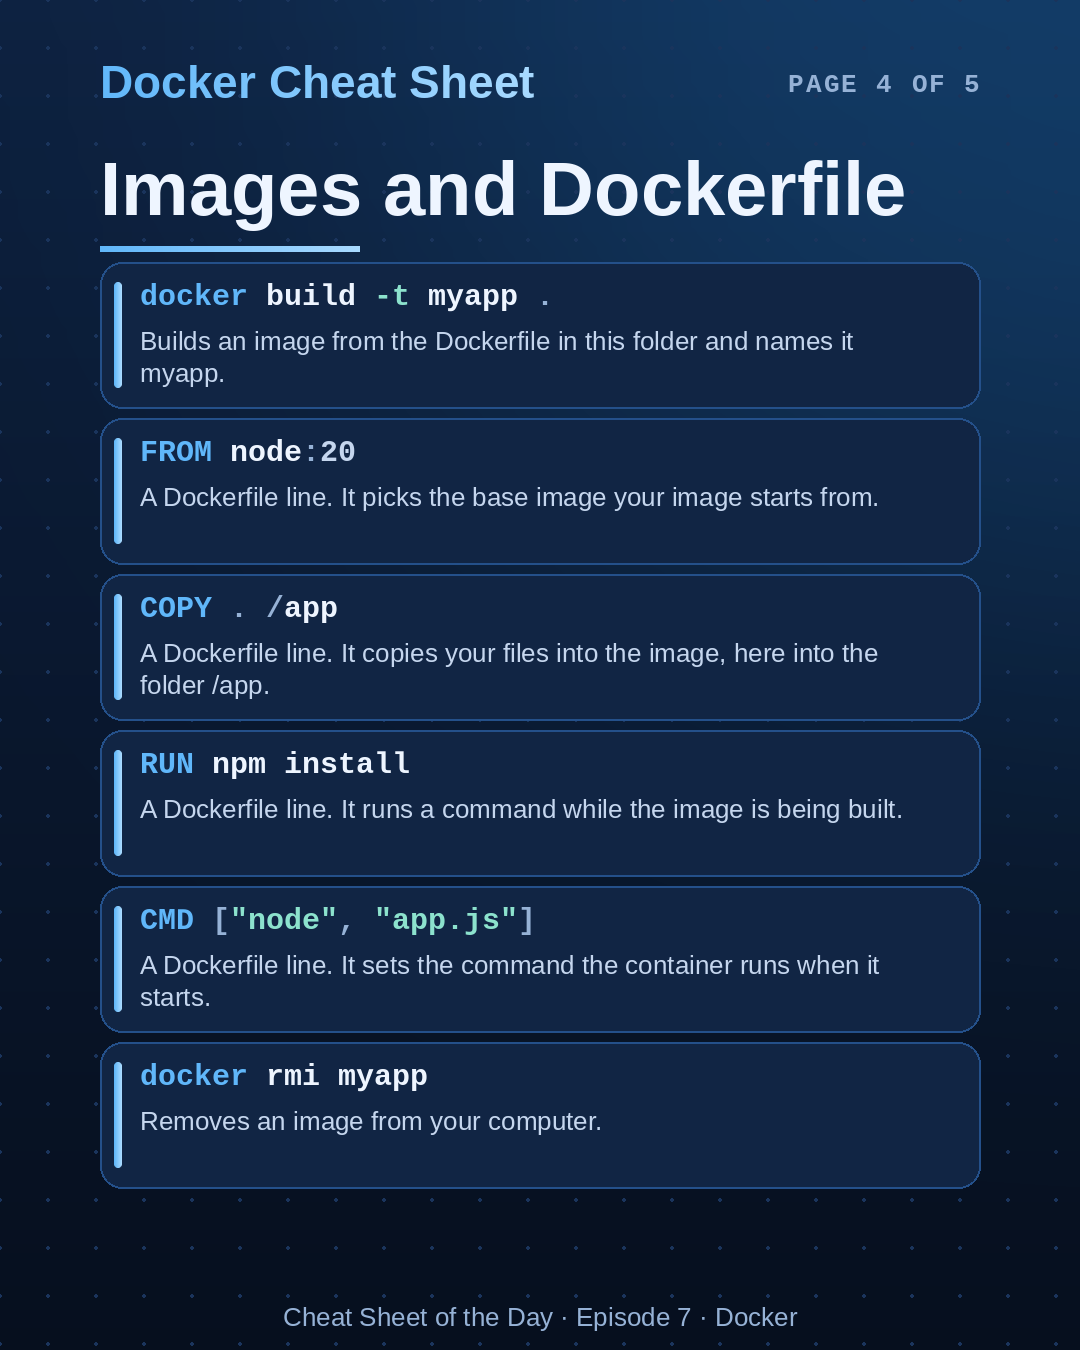 Docker Cheat Sheet
PAGE 4 OF 5
Images and Dockerfile
docker build -t myapp .
Builds an image from the Dockerfile in this folder and names it
myapp.
FROM node:20
A Dockerfile line. It picks the base image your image starts from.
COPY . /app
A Dockerfile line. It copies your files into the image, here into the
folder /app.
RUN npm install
A Dockerfile line. It runs a command while the image is being built.
CMD ["node", "app.js"]
A Dockerfile line. It sets the command the container runs when it
starts.
docker rmi myapp
Removes an image from your computer.
Cheat Sheet of the Day · Episode 7 · Docker